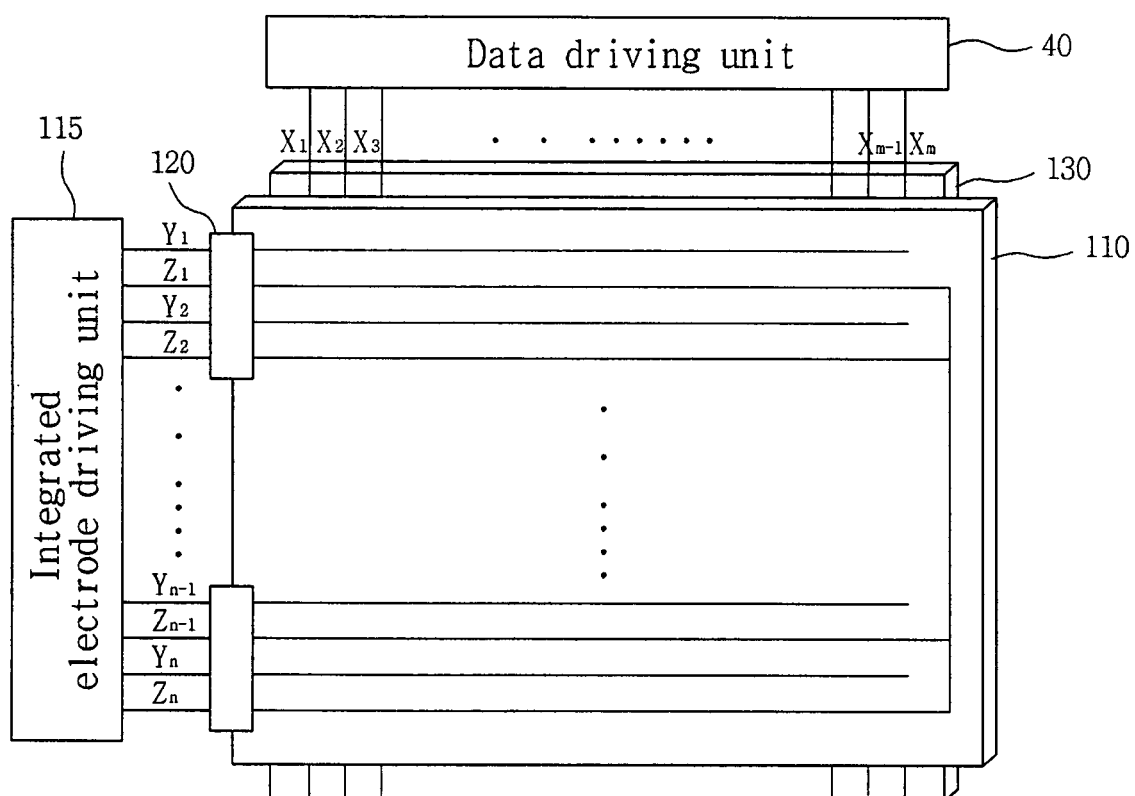 Data driving unit
40
115
X1 X2 X3 Xm-1 Xm
120
130
Y1
Z1
Y2
Z2
110
Integrated
electrode driving unit
Yn-1
Zn-1
Yn
Zn